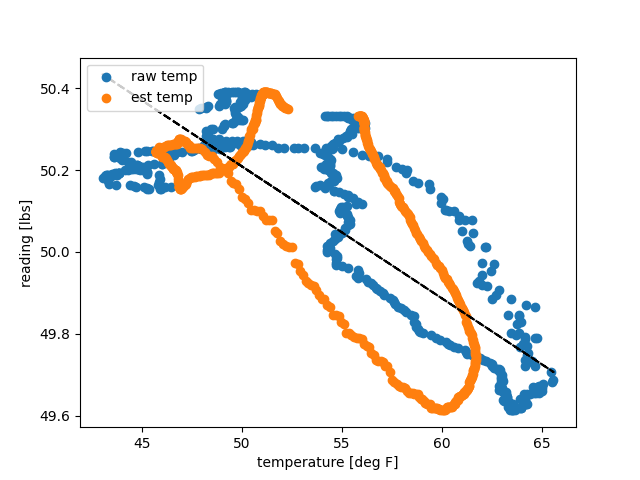 raw temp
est temp
50.4
50.2
50.0
49.8
49.6
reading [lbs]
45 50 55 60 65
temperature [deg F]